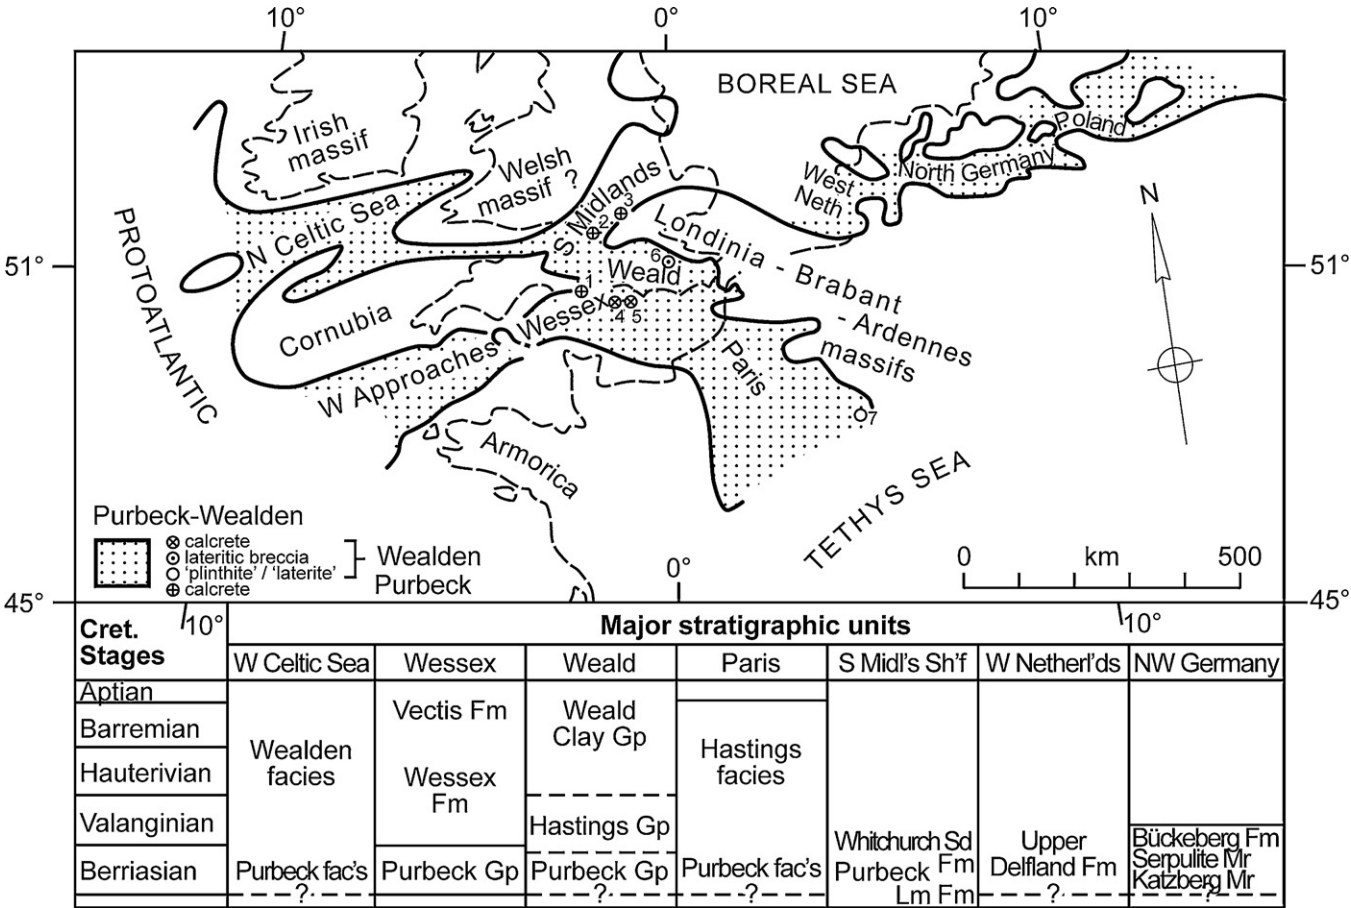 10°
0°
10°
BOREAL SEA
Irish
massif
Welsh
massif ?
Poland
North Germany
West
Neth
N
S Midlands
2
3
N Celtic Sea
PROTOATLANTIC
Londinia - Brabant
- Ardennes
massifs
51°
51°
6
Weald
1
Wessex
4 5
Cornubia
W Approaches
Paris
7
Armorica
TETHYS SEA
Purbeck-Wealden
calcrete
lateritic breccia
'plinthite' / 'laterite'
calcrete
Wealden
Purbeck
0 km 500
0°
45°
45°
10°
10°
Cret.
Stages
Major stratigraphic units
W Celtic Sea
Wessex
Weald
Paris
S Midl's Sh'f
W Netherl'ds
NW Germany
Aptian
Barremian
Hauterivian
Valanginian
Berriasian
Wealden
facies
Purbeck fac's
?
Vectis Fm
Wessex
Fm
Purbeck Gp
Weald
Clay Gp
Hastings Gp
Purbeck Gp
?
Hastings
facies
Purbeck fac's
?
Whitchurch Sd
Fm
Purbeck
Lm Fm
Upper
Delfland Fm
?
Bückeberg Fm
Serpulite Mr
Katzberg Mr
?